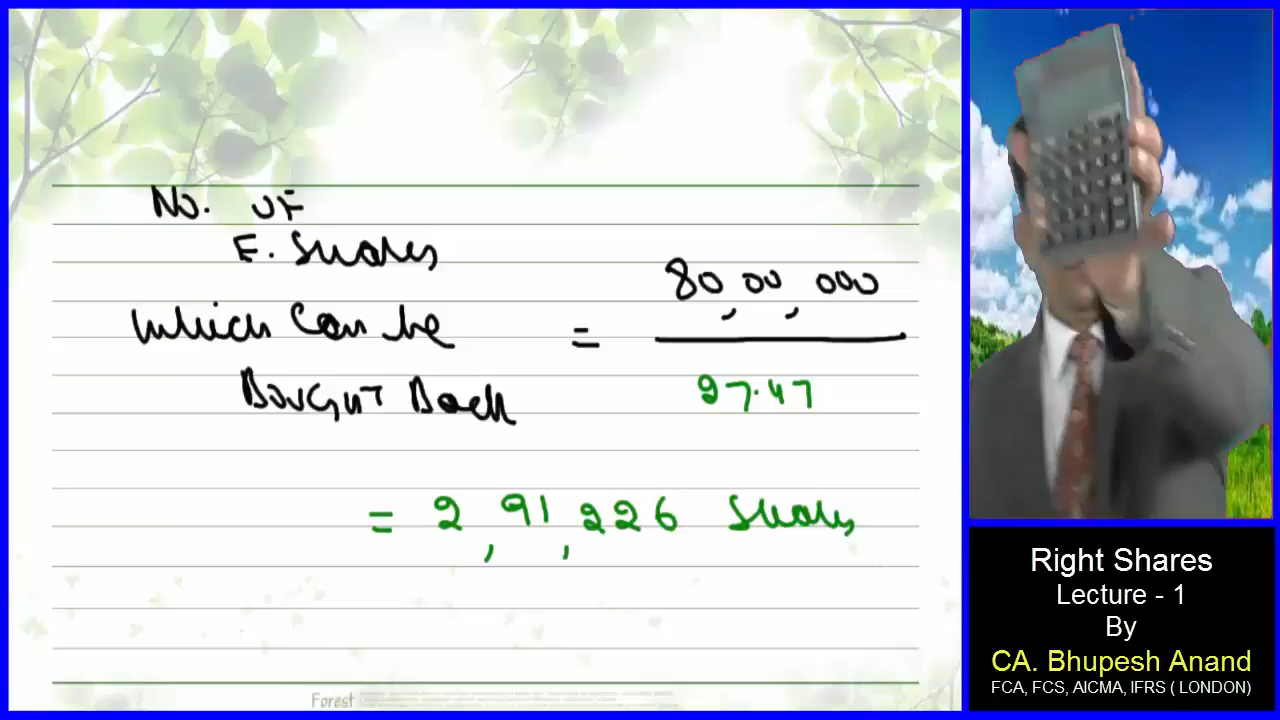 No. OF
E. Shares
which can be
Bought Back
=
80,00,000
27.47
= 2,91,226 Shares
Forest
Right Shares
Lecture - 1
By
CA. Bhupesh Anand
FCA, FCS, AICMA, IFRS ( LONDON)